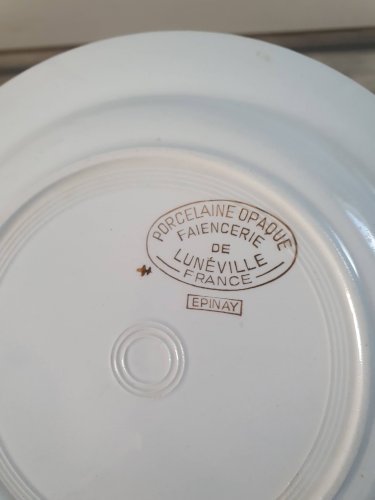 PORCELAINE OPAQUE
FAIENCERIE
DE
LUNÉVILLE
FRANCE
EPINAY